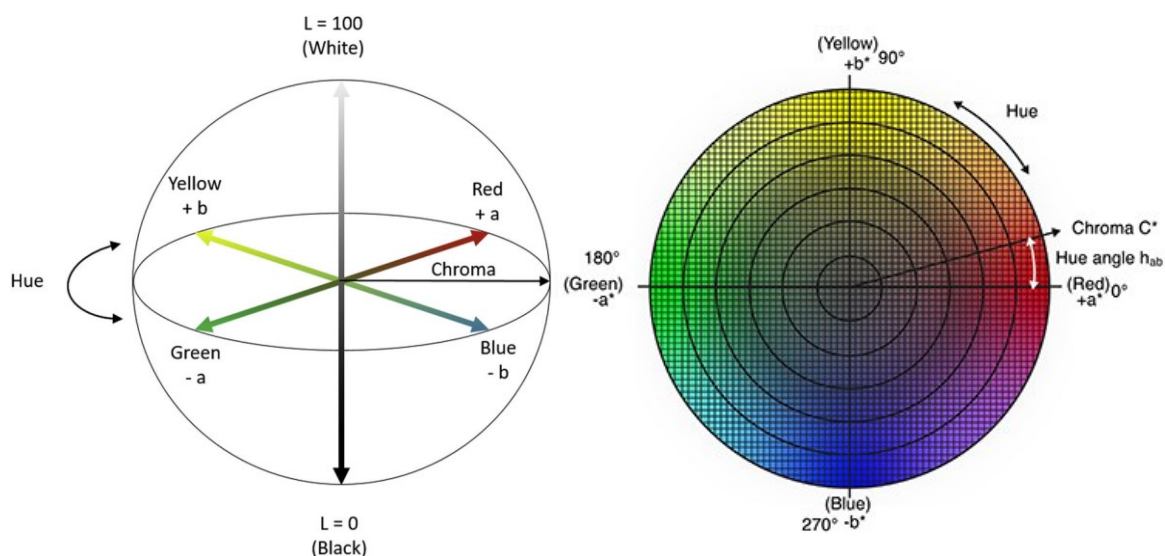 L = 100
(White)
Yellow
+ b
Red
+ a
Hue
Chroma
Green
- a
Blue
- b
L = 0
(Black)
(Yellow)
+b* 90°
Hue
Chroma C*
180°
Hue angle hab
(Green)
-a*
(Red) 0°
+a*
(Blue)
270° -b*